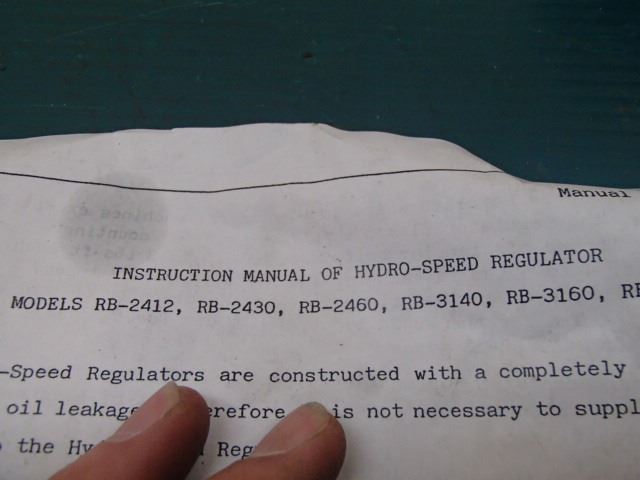 Manual
INSTRUCTION MANUAL OF HYDRO-SPEED REGULATOR
MODELS RB-2412, RB-2430, RB-2460, RB-3140, RB-3160,
-Speed Regulators are constructed with a completely
oil leakage is not necessary to
the